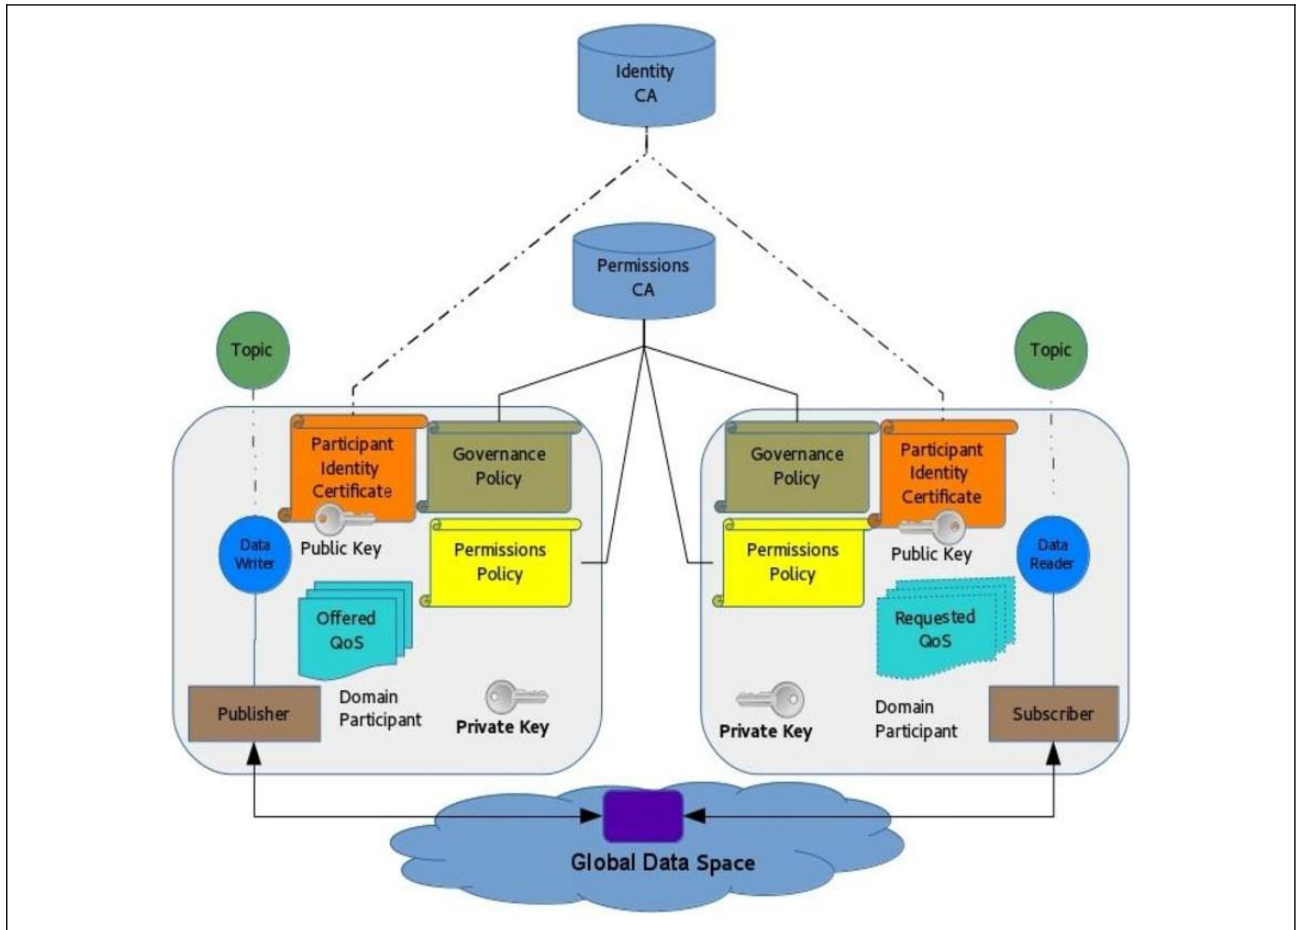 Identity
CA
Permissions
CA
Topic
Topic
Participant
Identity
Certificate
Governance
Policy
Governance
Policy
Participant
Identity
Certificate
Data
Writer
Public Key
Permissions
Policy
Permissions
Policy
Public Key
Data
Reader
Offered
QoS
Requested
QoS
Publisher
Domain
Participant
Private Key
Private Key
Domain
Participant
Subscriber
Global Data Space